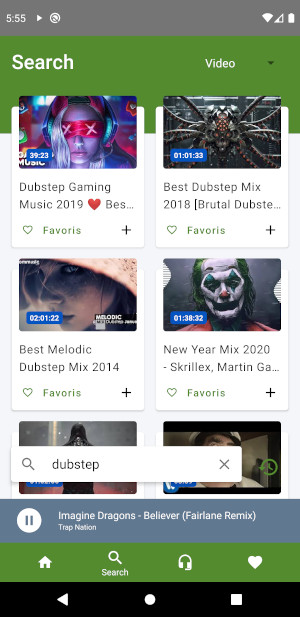 5:55
Search
Video
MUSIC
39:23
01:01:33
Dubstep Gaming
Music 2019 ❤️ Bes...
Best Dubstep Mix
2018 [Brutal Dubste...
Favoris
Favoris
02:01:22
MELODIC
01:38:32
Best Melodic
Dubstep Mix 2014
New Year Mix 2020
- Skrillex, Martin Ga...
Favoris
Favoris
dubstep
Imagine Dragons - Believer (Fairlane Remix)
Trap Nation
Search